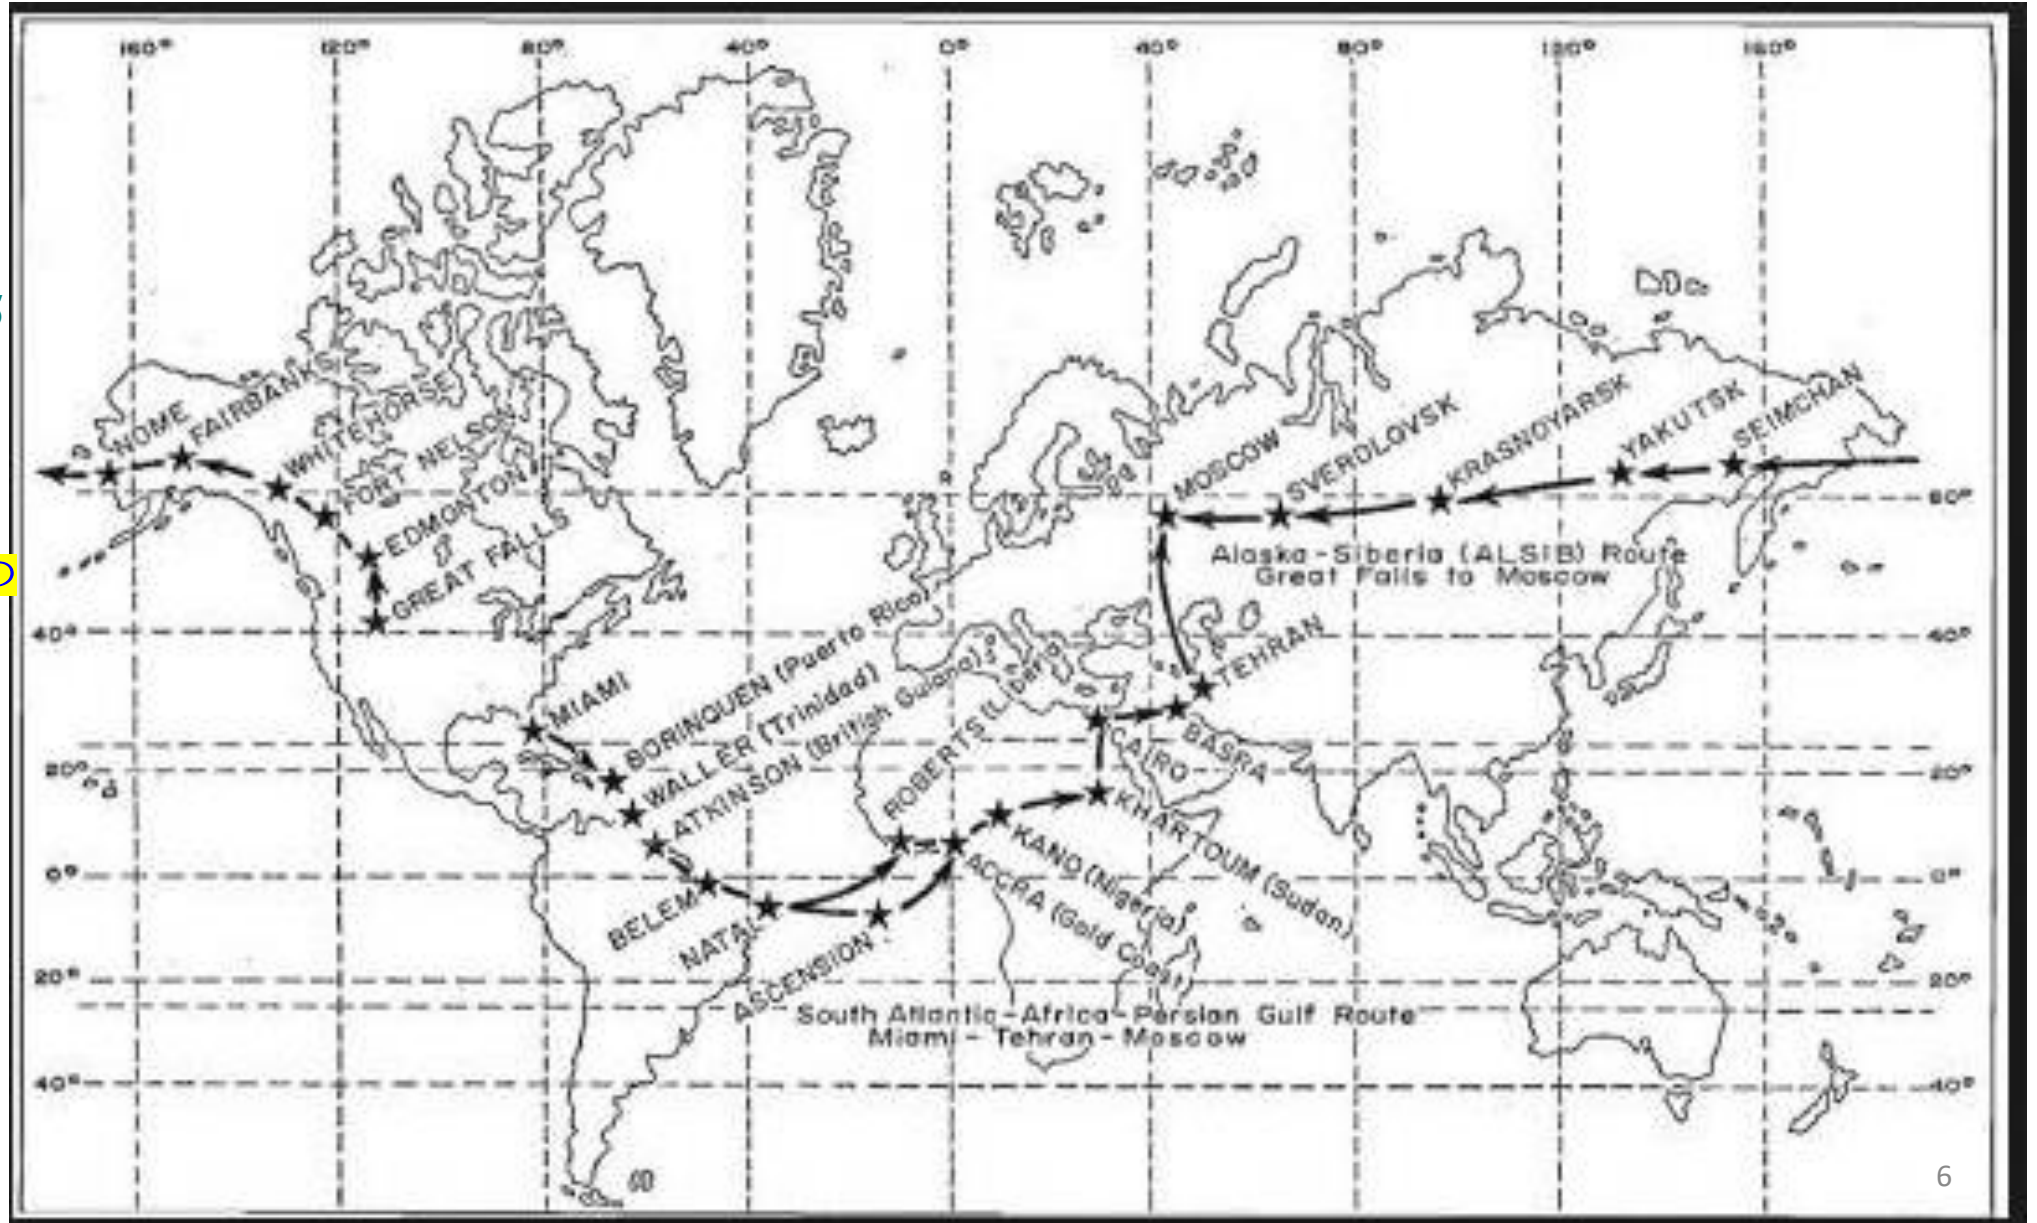 160°
120°
80°
40°
0°
40°
80°
120°
160°
NOME
FAIRBANKS
WHITEHORSE
FORT NELSON
EDMONTON
GREAT FALLS
MOSCOW
SVERDLOVSK
KRASNOYARSK
YAKUTSK
SEIMCHAN
60°
Alaska-Siberia (ALSIB) Route
Great Falls to Moscow
40°
40°
MIAMI
BORINQUEN (Puerto Rico)
WALLER (Trinidad)
ATKINSON (British Guiana)
ROBERTS (Liberia)
TEHRAN
BASRA
CAIRO
20°
20°
KHARTOUM (Sudan)
KANO (Nigeria)
ACCRA (Gold Coast)
0°
0°
BELEM
NATAL
ASCENSION
20°
20°
South Atlantic-Africa-Persian Gulf Route
Miami - Tehran - Moscow
40°
40°
6